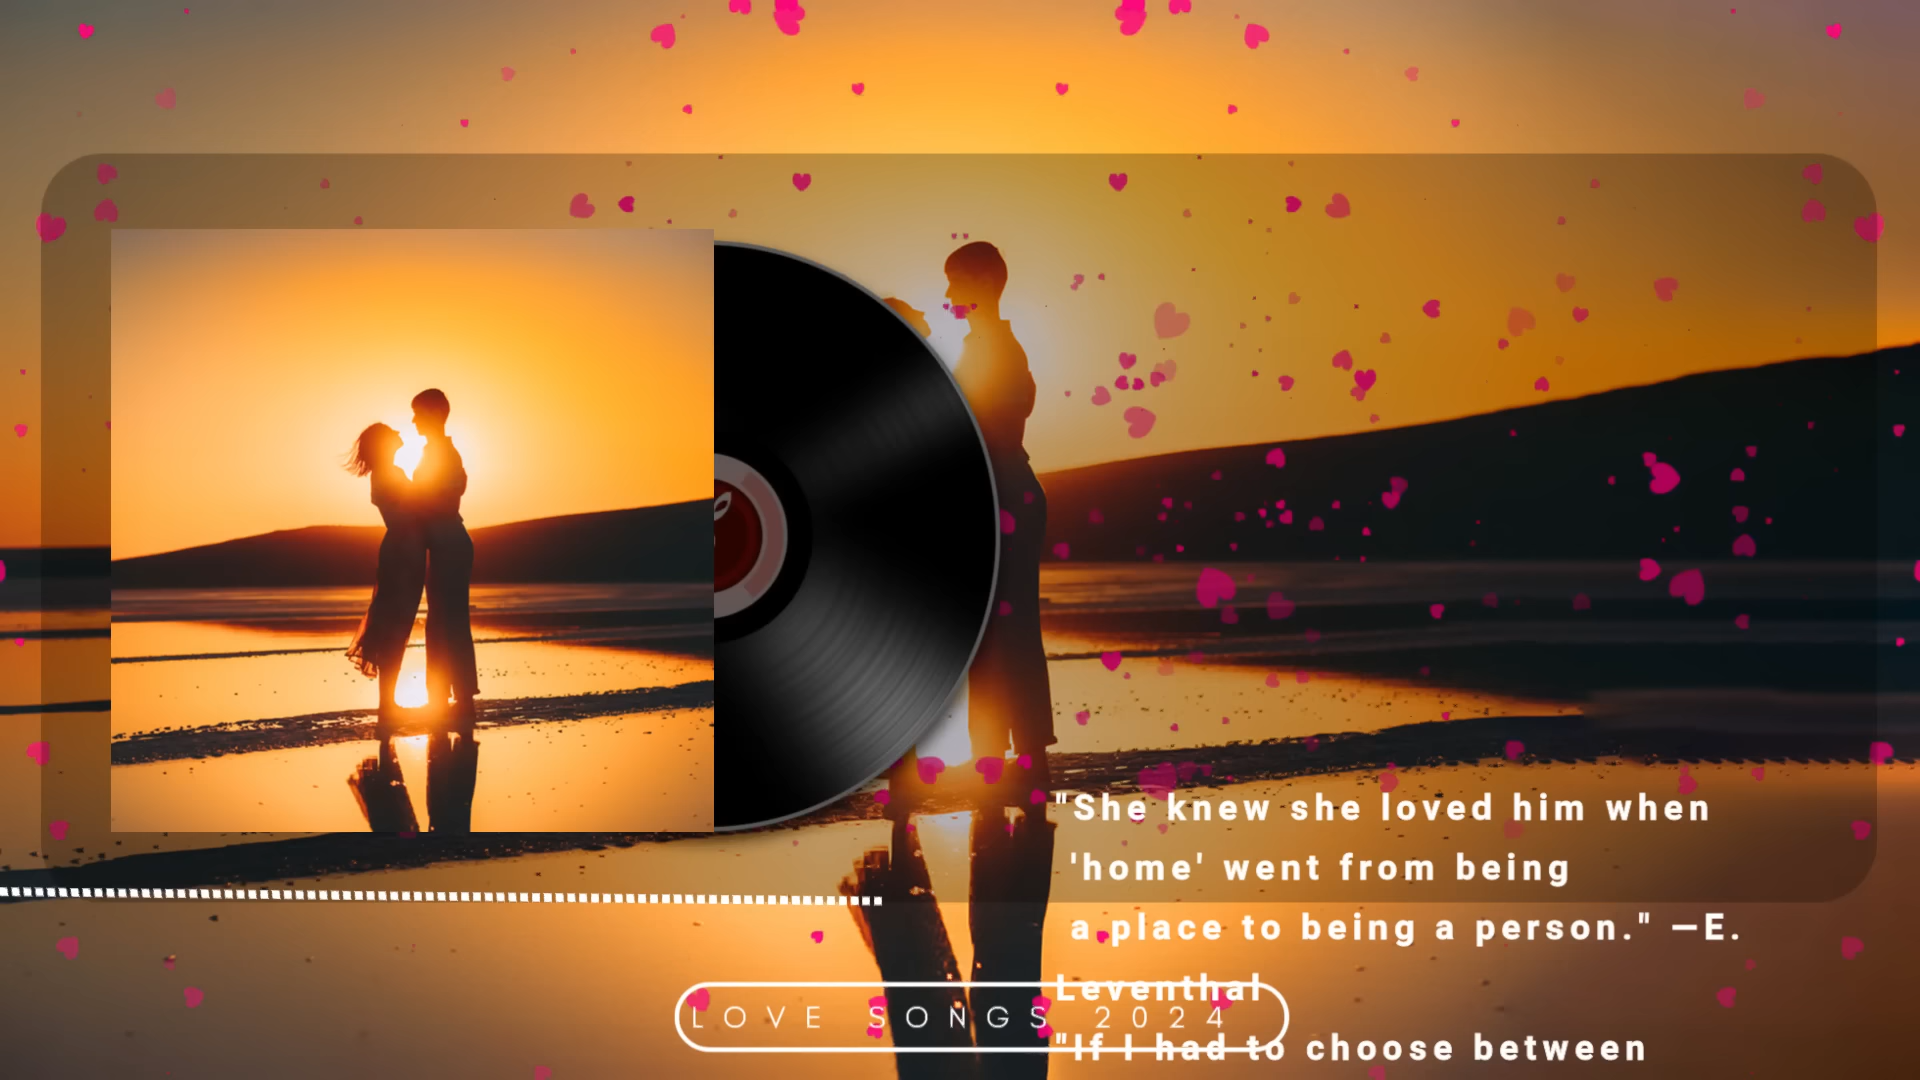 "She knew she loved him when
'home' went from being
a place to being a person." —E.
Leventhal
LOVE SONGS 2024
"If I had to choose between